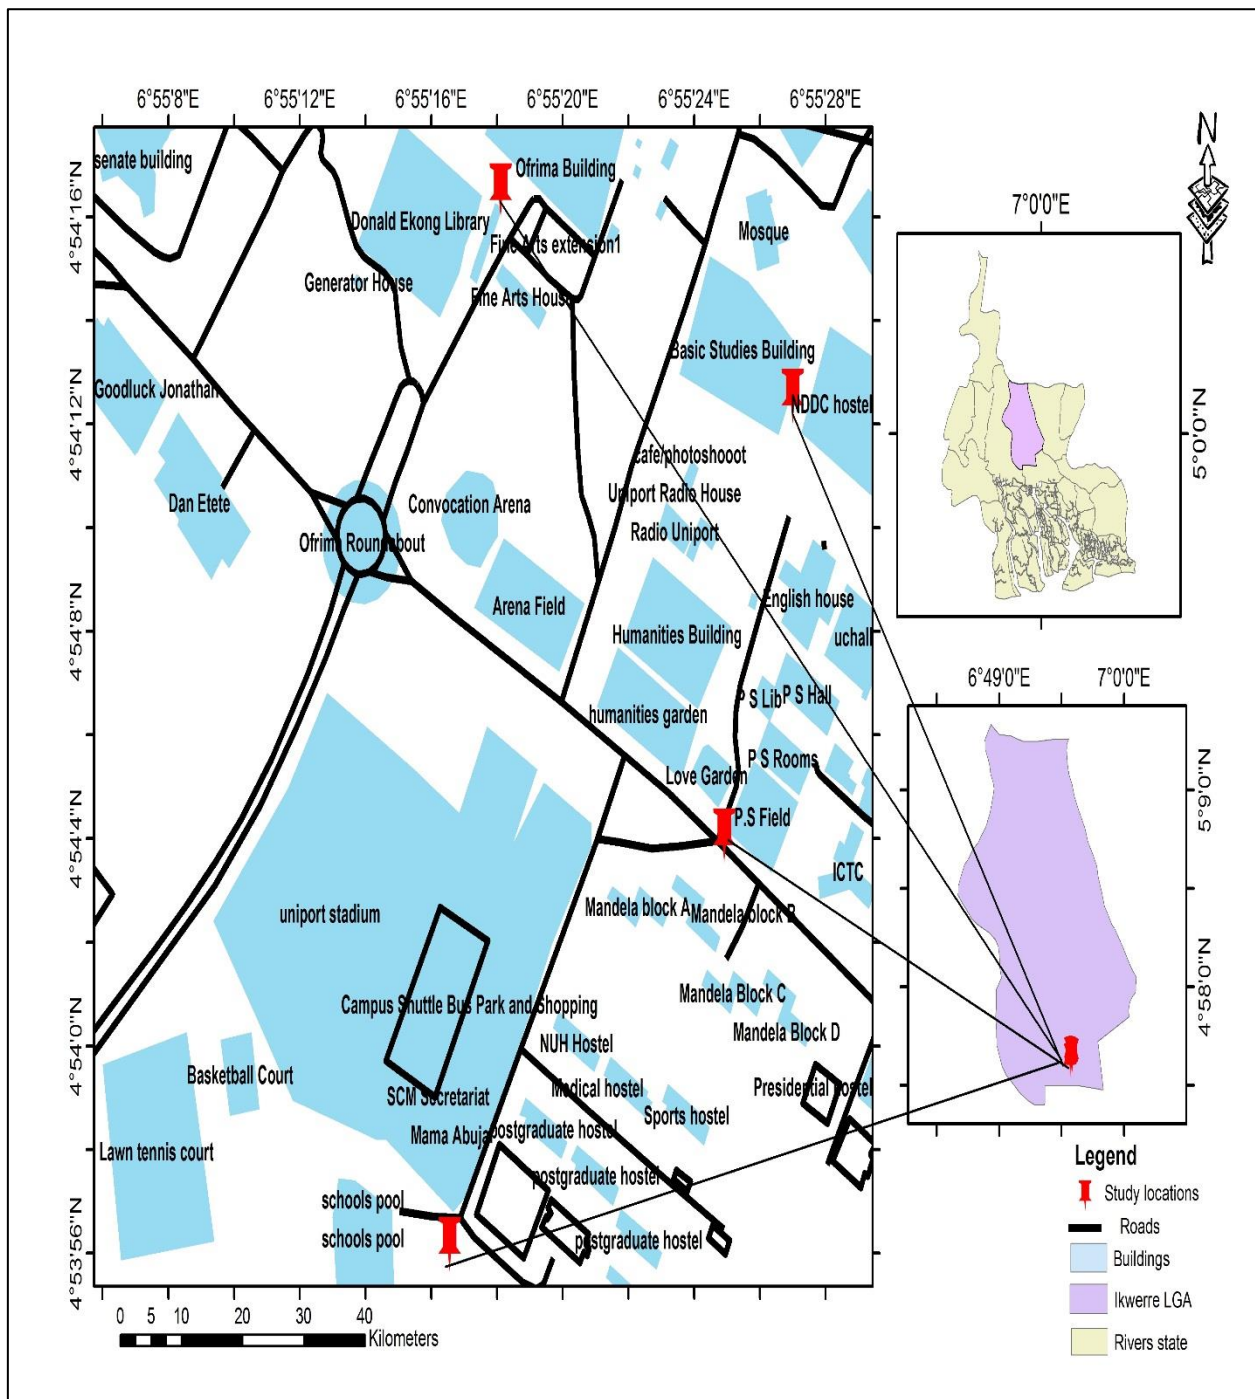 6°55'8"E 6°55'12"E 6°55'16"E 6°55'20"E 6°55'24"E 6°55'28"E
N
senate building
Ofrima Building
4°54'16"N
Donald Ekong Library
Mosque
Fine Arts extension1
Generator House
Fine Arts House
Basic Studies Building
Goodluck Jonathan
NDDC hostel
4°54'12"N
cafe/photoshooot
Uniport Radio House
Dan Etete
Convocation Arena
Radio Uniport
Ofrima Roundabout
English house
Arena Field
4°54'8"N
Humanities Building
uchall
P S Lib
P S Hall
humanities garden
P S Rooms
Love Garden
P.S Field
4°54'4"N
ICTC
Mandela block A
Mandela block B
uniport stadium
Mandela Block C
Campus Shuttle Bus Park and Shopping
Mandela Block D
4°54'0"N
NUH Hostel
Basketball Court
Medical hostel
Presidential hostel
SCM Secretariat
Sports hostel
Mama Abuja
postgraduate hostel
Lawn tennis court
postgraduate hostel
schools pool
schools pool
postgraduate hostel
4°53'56"N
0 5 10 20 30 40
Kilometers
7°0'0"E
5°0'0"N
6°49'0"E 7°0'0"E
5°9'0"N
4°58'0"N
Legend
Study locations
Roads
Buildings
Ikwerre LGA
Rivers state